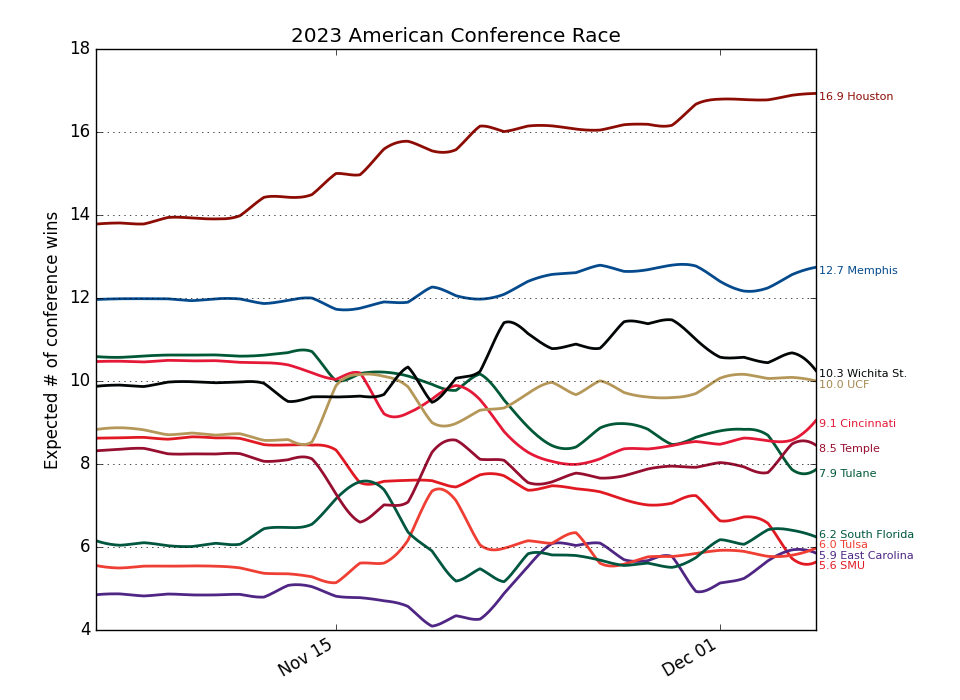 2023 American Conference Race
Expected # of conference wins
18
16
14
12
10
8
6
4
Nov 15
Dec 01
16.9 Houston
12.7 Memphis
10.3 Wichita St.
10.0 UCF
9.1 Cincinnati
8.5 Temple
7.9 Tulane
6.2 South Florida
6.0 Tulsa
5.9 East Carolina
5.6 SMU